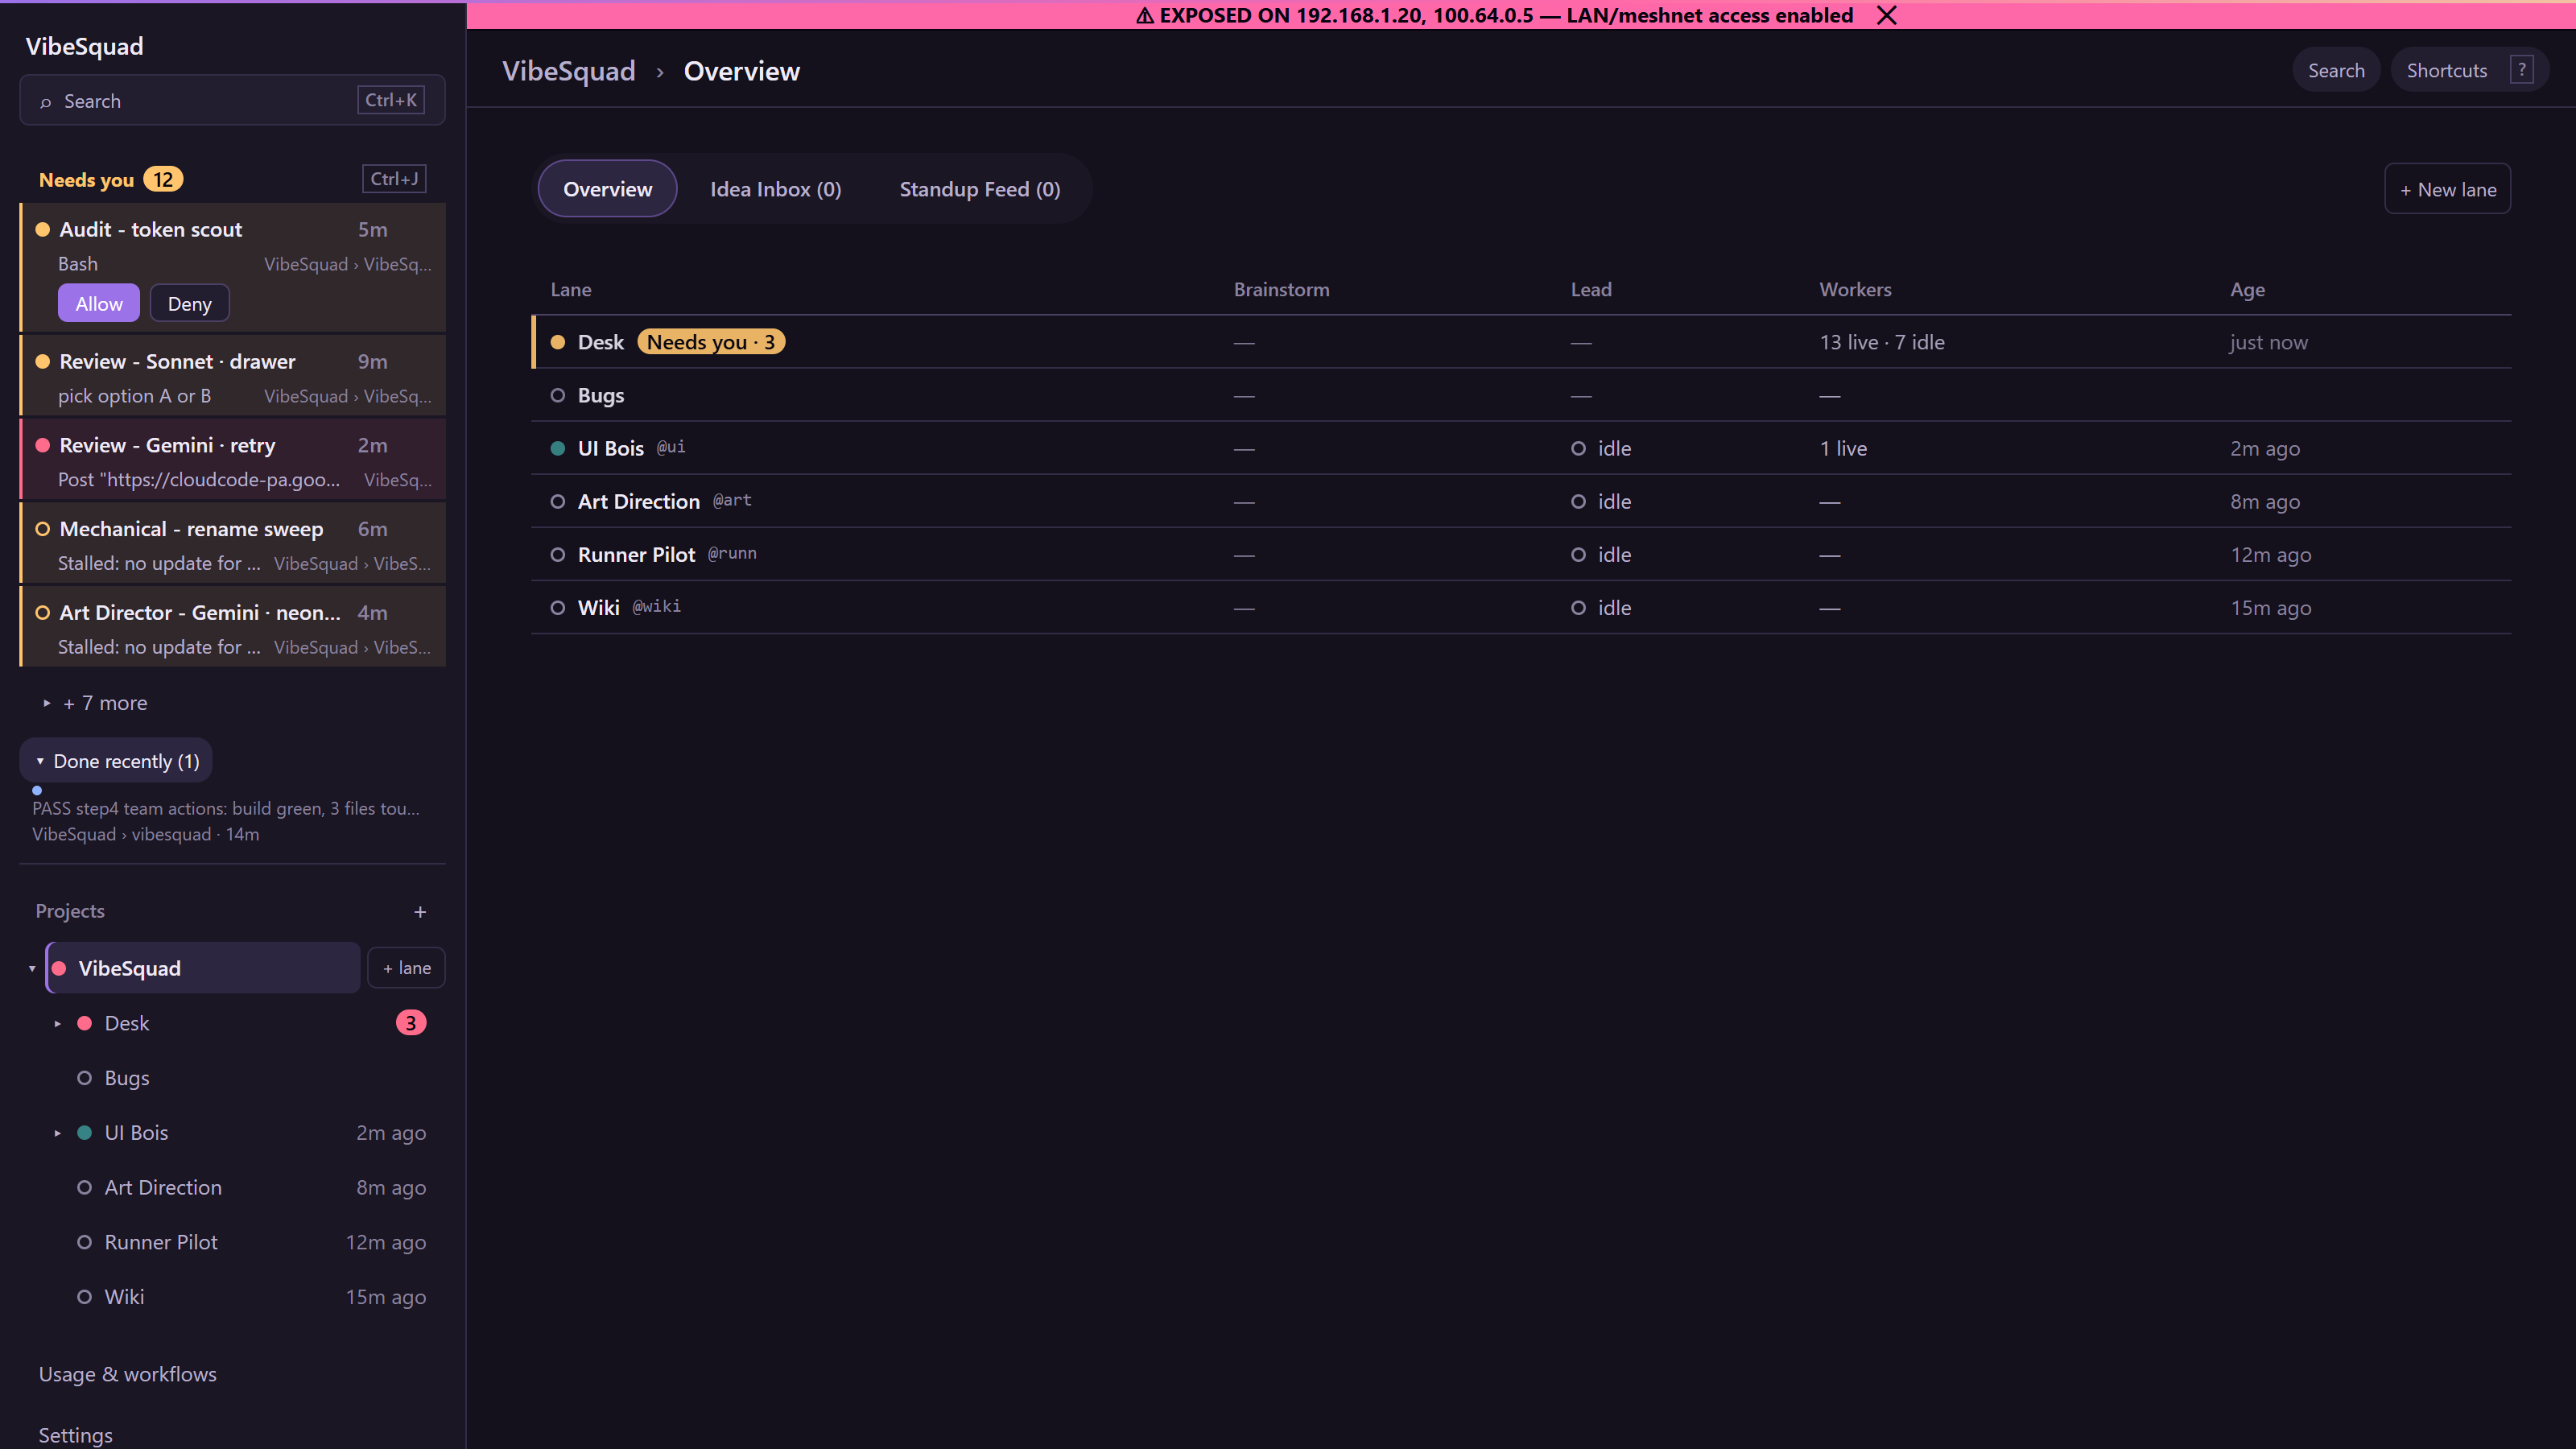 ⚠ EXPOSED ON 192.168.1.20, 100.64.0.5 — LAN/meshnet access enabled ✕
VibeSquad
Search Ctrl+K
Needs you 12 Ctrl+J
Audit - token scout 5m
Bash VibeSquad › VibeSq...
Allow Deny
Review - Sonnet · drawer 9m
pick option A or B VibeSquad › VibeSq...
Review - Gemini · retry 2m
Post "https://cloudcode-pa.goo... VibeSq...
Mechanical - rename sweep 6m
Stalled: no update for ... VibeSquad › VibeS...
Art Director - Gemini · neon... 4m
Stalled: no update for ... VibeSquad › VibeS...
▸ + 7 more
▾ Done recently (1)
PASS step4 team actions: build green, 3 files tou...
VibeSquad › vibesquad · 14m
Projects +
▾ VibeSquad + lane
▸ Desk 3
Bugs
▸ UI Bois 2m ago
Art Direction 8m ago
Runner Pilot 12m ago
Wiki 15m ago
Usage & workflows
Settings
VibeSquad › Overview
Search Shortcuts ?
Overview Idea Inbox (0) Standup Feed (0) + New lane
Lane Brainstorm Lead Workers Age
Desk Needs you · 3 — — 13 live · 7 idle just now
Bugs — — —
UI Bois @ui — idle 1 live 2m ago
Art Direction @art — idle — 8m ago
Runner Pilot @runn — idle — 12m ago
Wiki @wiki — idle — 15m ago